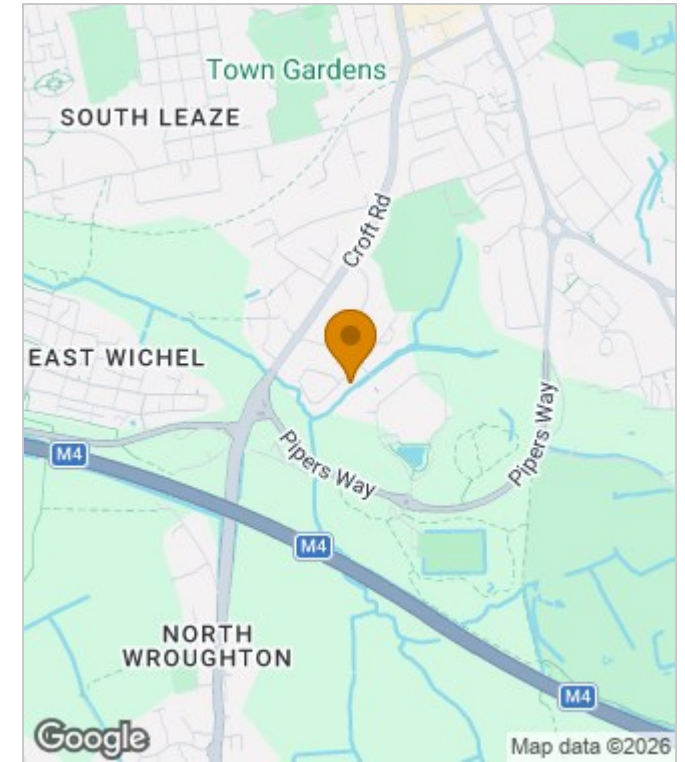 Town Gardens
SOUTH LEAZE
Croft Rd
EAST WICHEL
Pipers Way
Pipers Way
M4
M4
NORTH
WROUGHTON
M4
Google
Map data ©2026